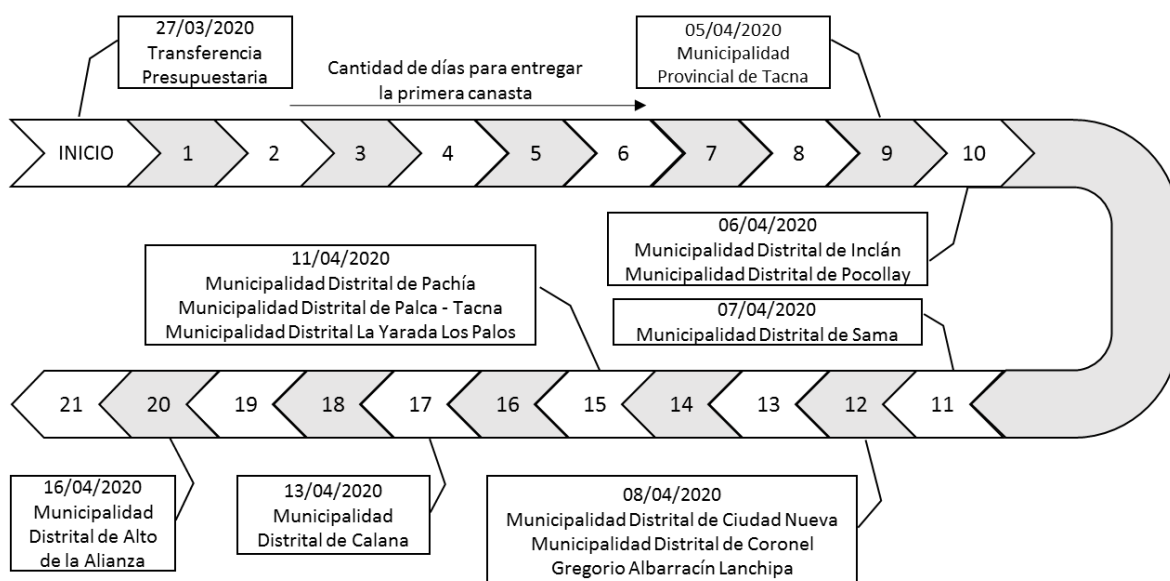 27/03/2020
Transferencia
Presupuestaria
Cantidad de días para entregar
la primera canasta
05/04/2020
Municipalidad
Provincial de Tacna
INICIO 1 2 3 4 5 6 7 8 9 10
06/04/2020
Municipalidad Distrital de Inclán
Municipalidad Distrital de Pocollay
11/04/2020
Municipalidad Distrital de Pachía
Municipalidad Distrital de Palca - Tacna
Municipalidad Distrital La Yarada Los Palos
07/04/2020
Municipalidad Distrital de Sama
21 20 19 18 17 16 15 14 13 12 11
16/04/2020
Municipalidad
Distrital de Alto
de la Alianza
13/04/2020
Municipalidad
Distrital de Calana
08/04/2020
Municipalidad Distrital de Ciudad Nueva
Municipalidad Distrital de Coronel
Gregorio Albarracín Lanchipa